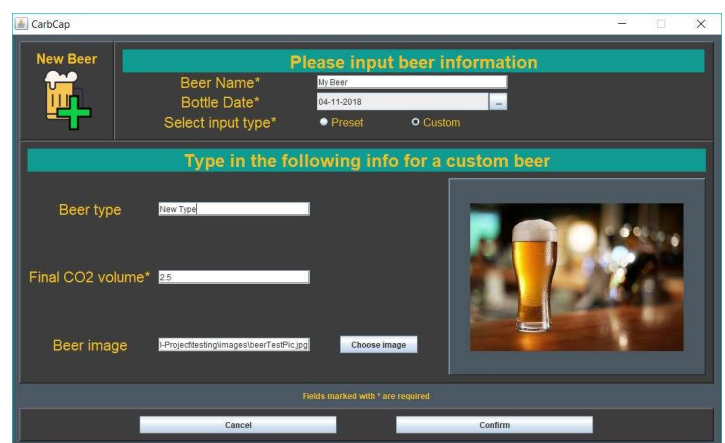 CarbCap
New Beer
Please input beer information
Beer Name* My Beer
Bottle Date* 04-11-2018 ...
Select input type* Preset Custom
Type in the following info for a custom beer
Beer type New Type
Final CO2 volume* 2.5
Beer image l-Project\testing\images\beerTestPic.jpg Choose image
Fields marked with * are required
Cancel Confirm